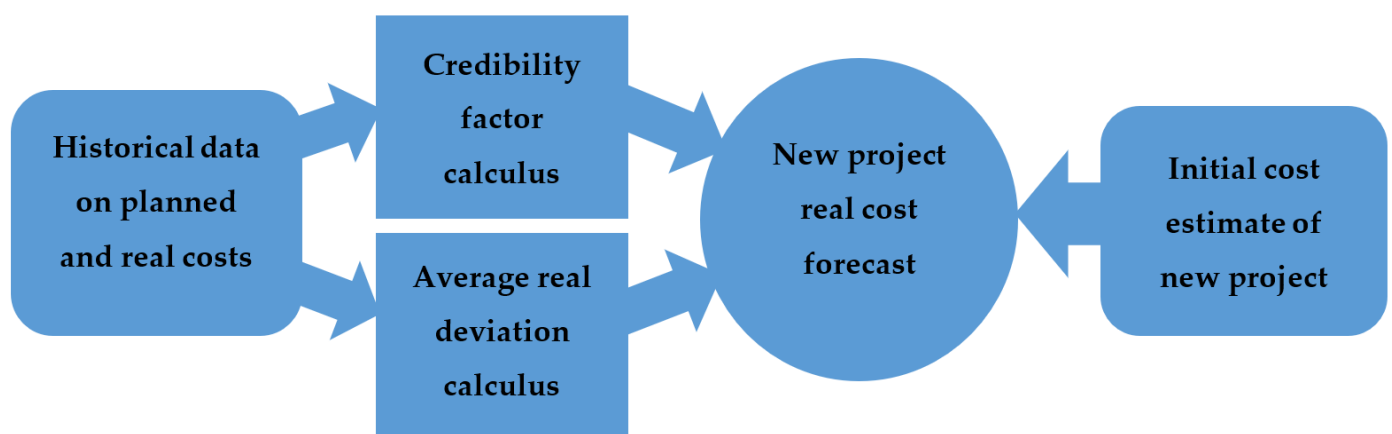 Historical data
on planned
and real costs
Credibility
factor
calculus
Average real
deviation
calculus
New project
real cost
forecast
Initial cost
estimate of
new project